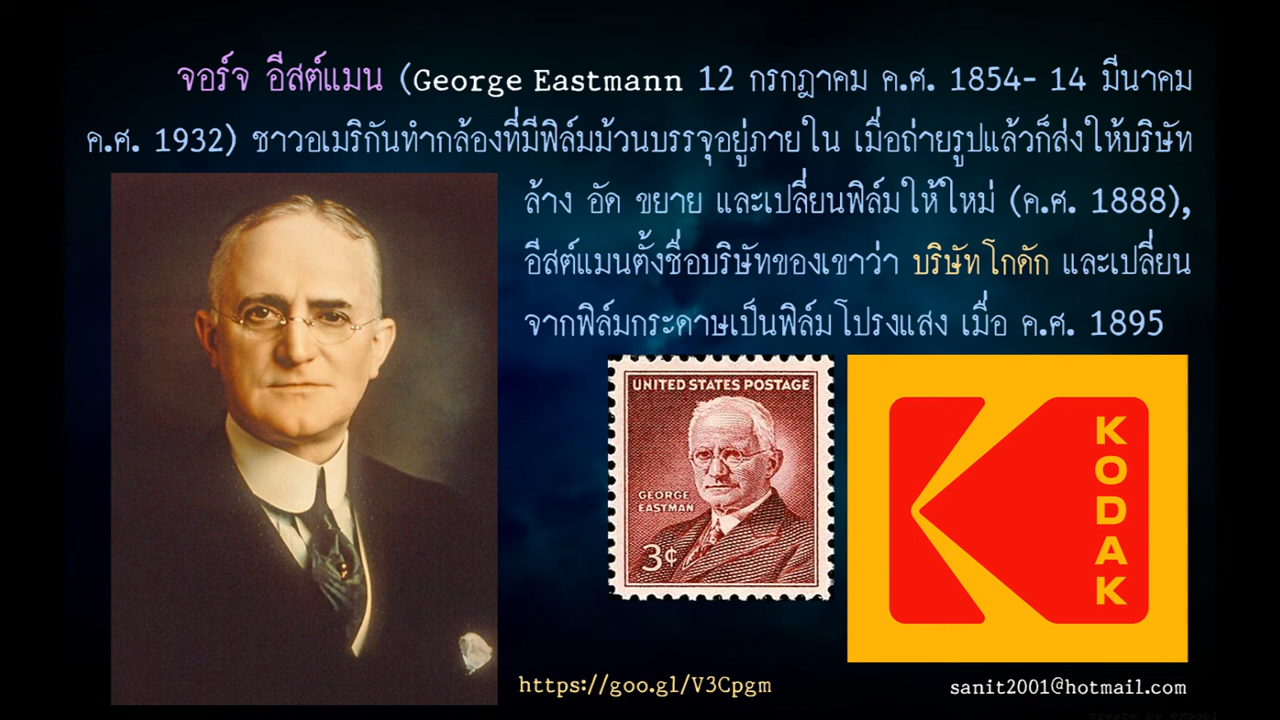 จอร์จ อีสต์แมน (George Eastmann 12 กรกฎาคม ค.ศ. 1854- 14 มีนาคม
ค.ศ. 1932) ชาวอเมริกันทำกล้องที่มีฟิล์มม้วนบรรจุอยู่ภายใน เมื่อถ่ายรูปแล้วก็ส่งให้บริษัท
ล้าง อัด ขยาย และเปลี่ยนฟิล์มให้ใหม่ (ค.ศ. 1888),
อีสต์แมนตั้งชื่อบริษัทของเขาว่า บริษัทโกดัก และเปลี่ยน
จากฟิล์มกระดาษเป็นฟิล์มโปรงแสง เมื่อ ค.ศ. 1895
UNITED STATES POSTAGE
GEORGE
EASTMAN
3¢
KODAK
https://goo.gl/V3Cpgm
sanit2001@hotmail.com